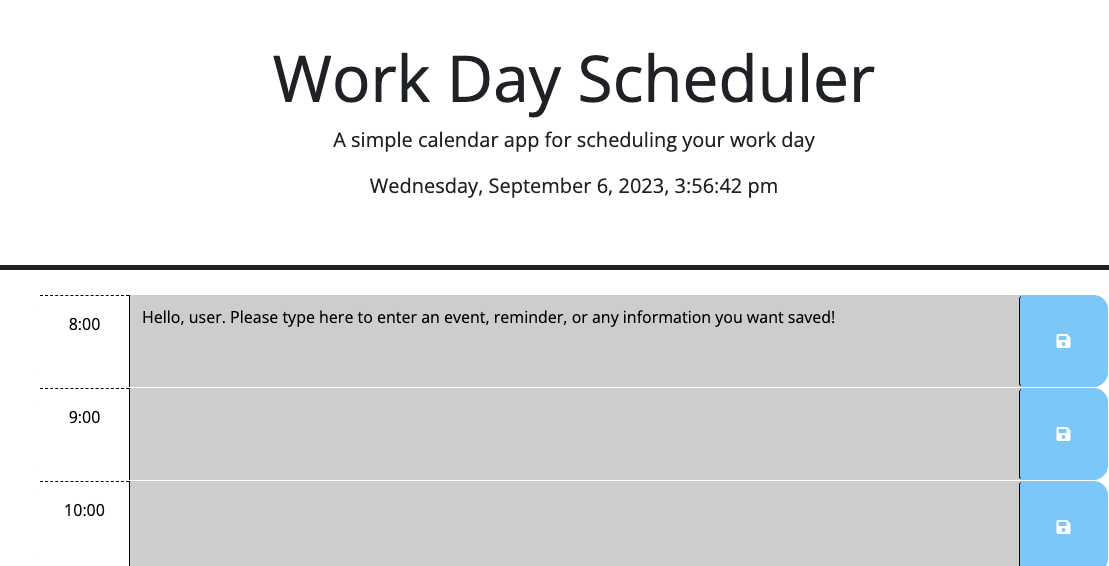 Work Day Scheduler
A simple calendar app for scheduling your work day
Wednesday, September 6, 2023, 3:56:42 pm
8:00
Hello, user. Please type here to enter an event, reminder, or any information you want saved!
9:00
10:00